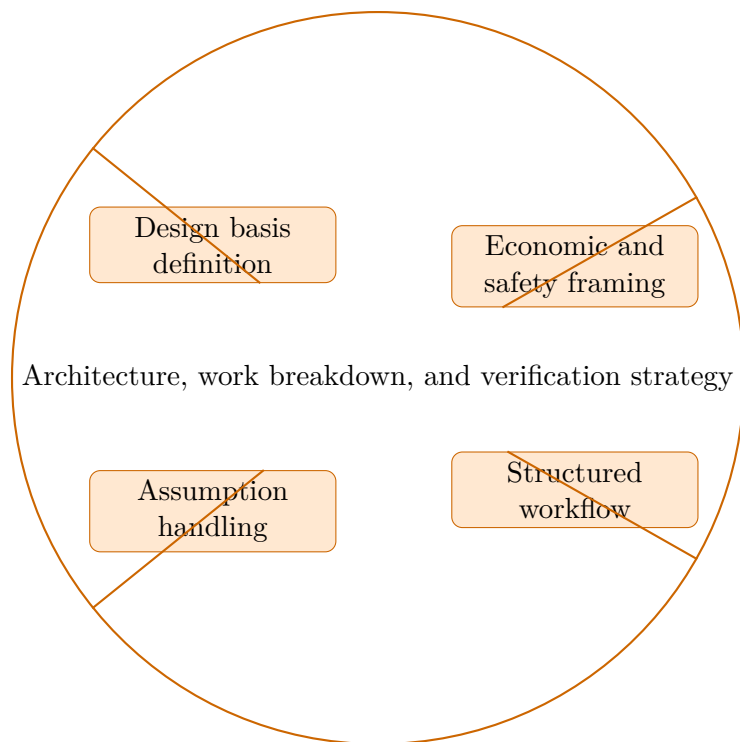 Design basis
definition
Economic and
safety framing
Architecture, work breakdown, and verification strategy
Assumption
handling
Structured
workflow